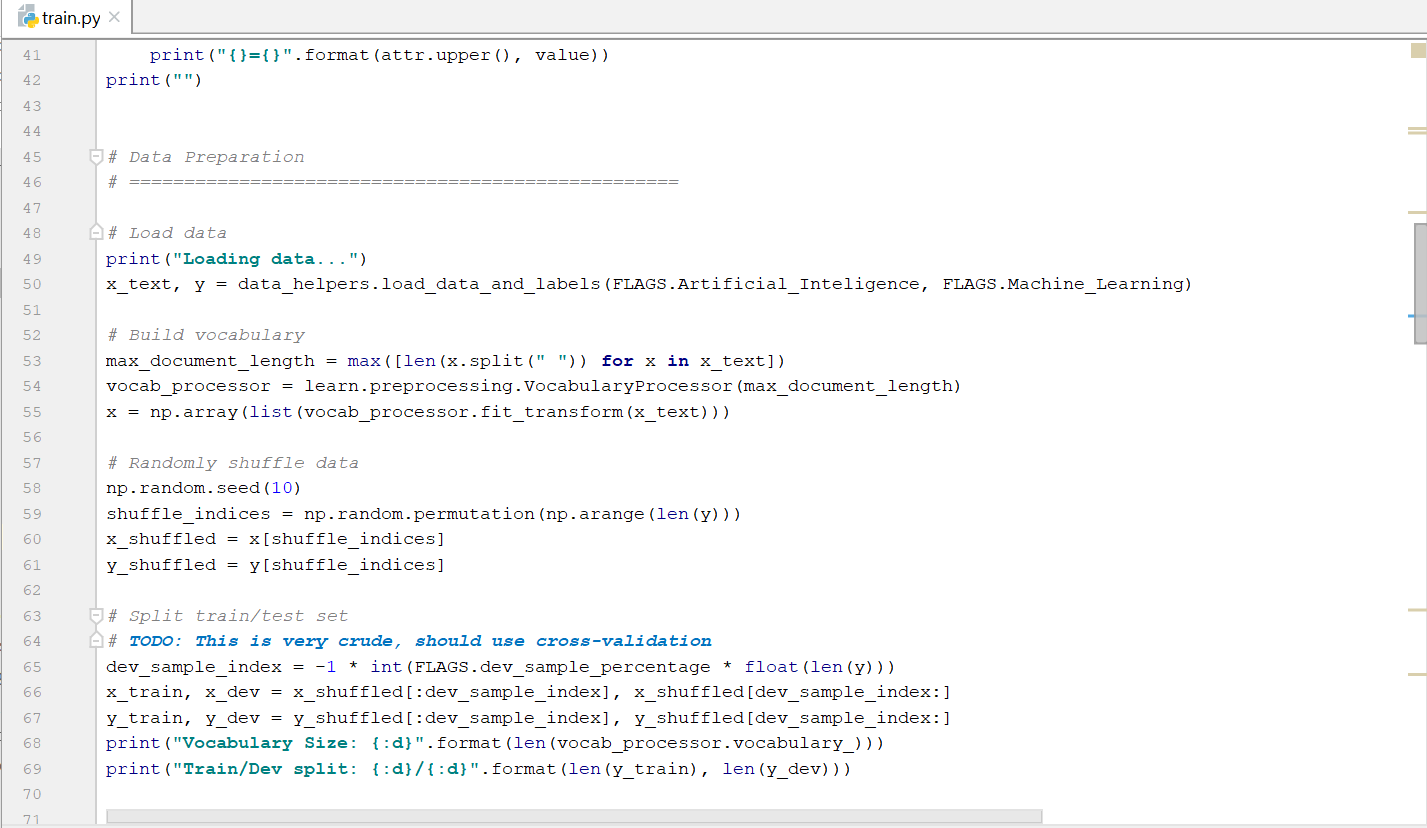 train.py
41 print("{}={}".format(attr.upper(), value))
42 print("")
43
44
45 # Data Preparation
46 # ==================================================
47
48 # Load data
49 print("Loading data...")
50 x_text, y = data_helpers.load_data_and_labels(FLAGS.Artificial_Inteligence, FLAGS.Machine_Learning)
51
52 # Build vocabulary
53 max_document_length = max([len(x.split(" ")) for x in x_text])
54 vocab_processor = learn.preprocessing.VocabularyProcessor(max_document_length)
55 x = np.array(list(vocab_processor.fit_transform(x_text)))
56
57 # Randomly shuffle data
58 np.random.seed(10)
59 shuffle_indices = np.random.permutation(np.arange(len(y)))
60 x_shuffled = x[shuffle_indices]
61 y_shuffled = y[shuffle_indices]
62
63 # Split train/test set
64 # TODO: This is very crude, should use cross-validation
65 dev_sample_index = -1 * int(FLAGS.dev_sample_percentage * float(len(y)))
66 x_train, x_dev = x_shuffled[:dev_sample_index], x_shuffled[dev_sample_index:]
67 y_train, y_dev = y_shuffled[:dev_sample_index], y_shuffled[dev_sample_index:]
68 print("Vocabulary Size: {:d}".format(len(vocab_processor.vocabulary_)))
69 print("Train/Dev split: {:d}/{:d}".format(len(y_train), len(y_dev)))
70
71